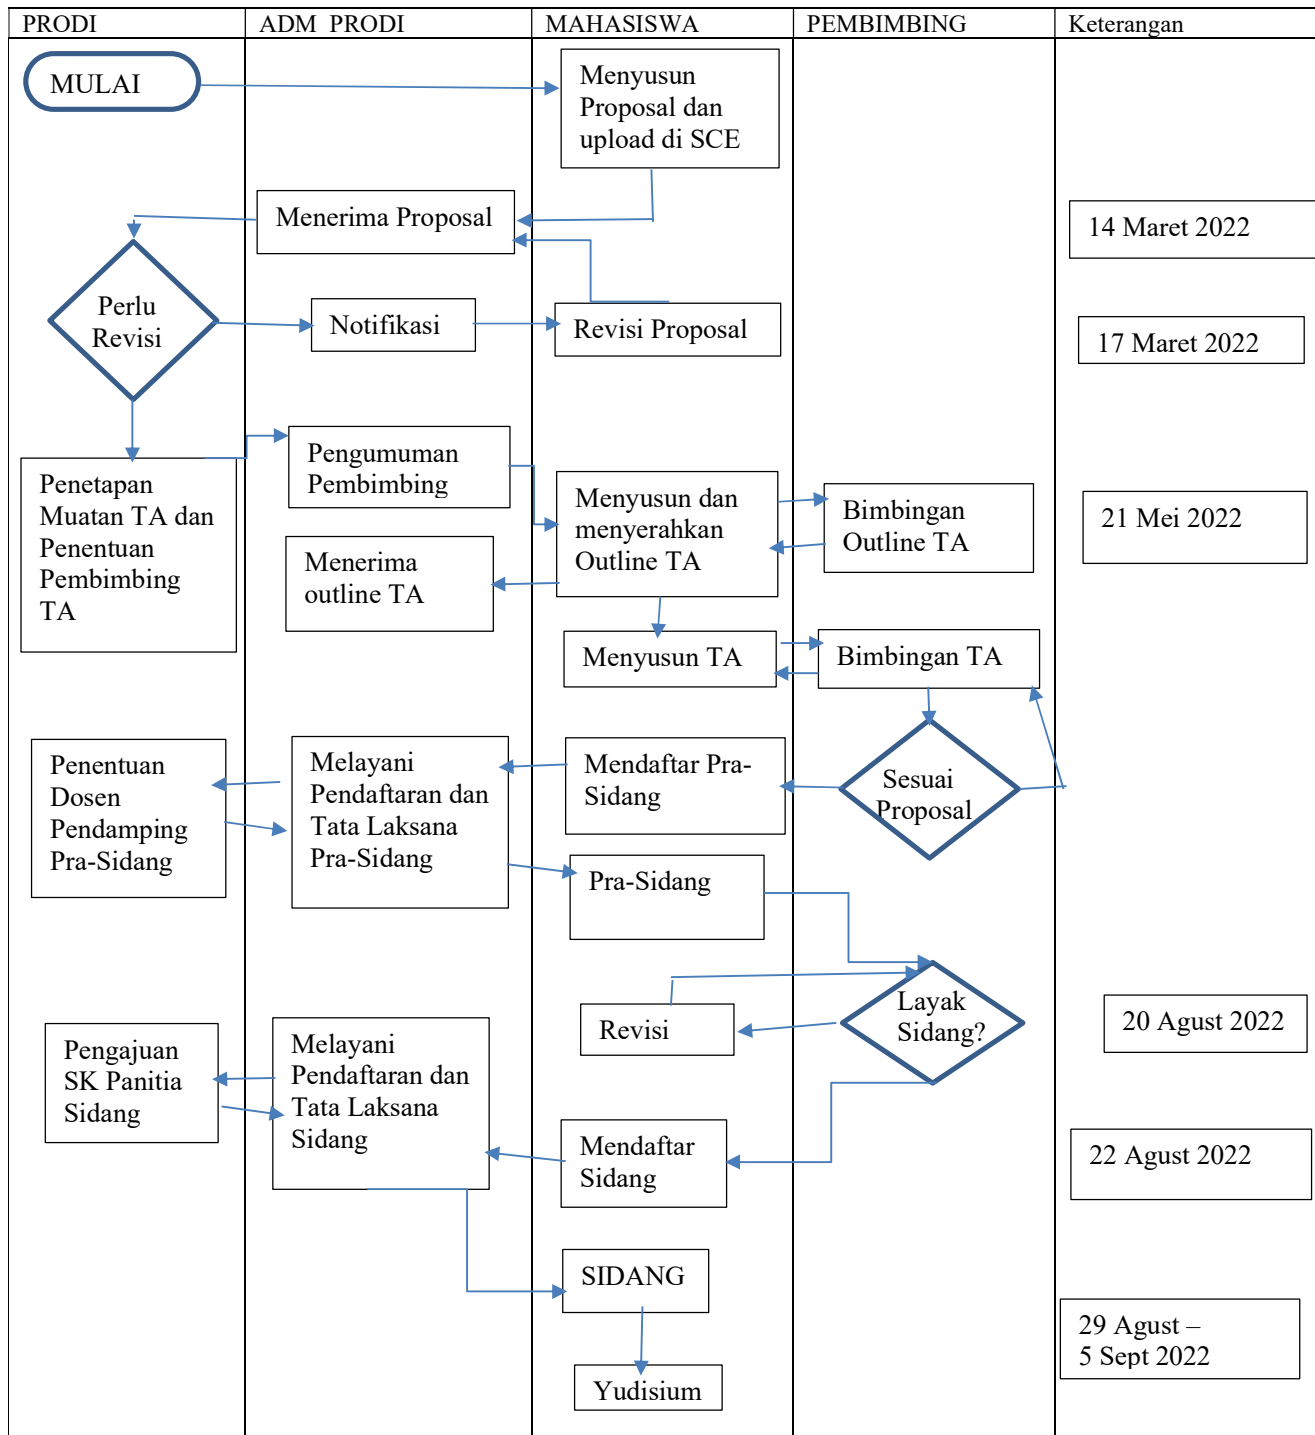 PRODI
ADM PRODI
MAHASISWA
PEMBIMBING
Keterangan
MULAI
Menyusun
Proposal dan
upload di SCE
Menerima Proposal
14 Maret 2022
Perlu
Revisi
Notifikasi
Revisi Proposal
17 Maret 2022
Penetapan
Muatan TA dan
Penentuan
Pembimbing
TA
Pengumuman
Pembimbing
Menyusun dan
menyerahkan
Outline TA
Bimbingan
Outline TA
21 Mei 2022
Menerima
outline TA
Menyusun TA
Bimbingan TA
Penentuan
Dosen
Pendamping
Pra-Sidang
Melayani
Pendaftaran dan
Tata Laksana
Pra-Sidang
Mendaftar Pra-
Sidang
Sesuai
Proposal
Pra-Sidang
Layak
Sidang?
Revisi
20 Agust 2022
Pengajuan
SK Panitia
Sidang
Melayani
Pendaftaran dan
Tata Laksana
Sidang
Mendaftar
Sidang
22 Agust 2022
SIDANG
29 Agust –
5 Sept 2022
Yudisium